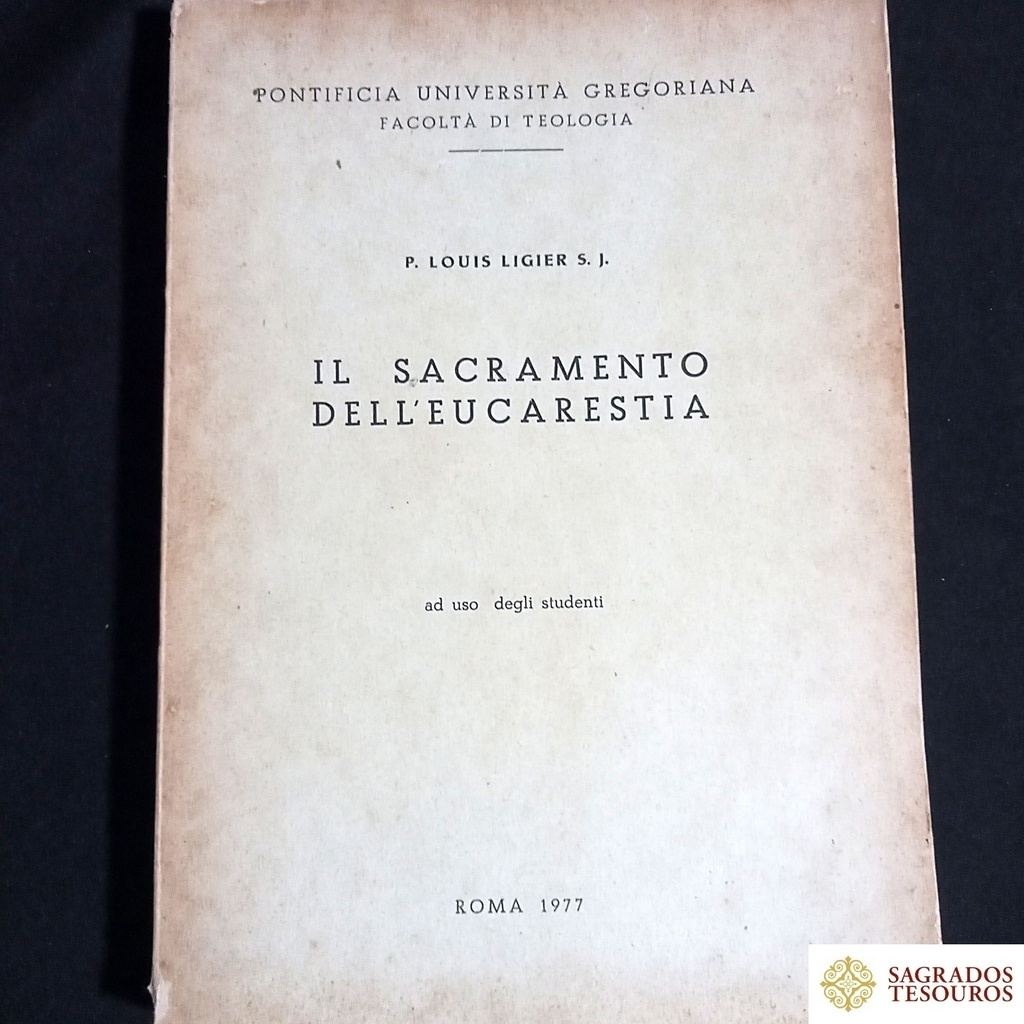 PONTIFICIA UNIVERSITÀ GREGORIANA
FACOLTÀ DI TEOLOGIA
P. LOUIS LIGIER S. J.
IL SACRAMENTO
DELL'EUCARESTIA
ad uso degli studenti
ROMA 1977
SAGRADOS
TESOUROS